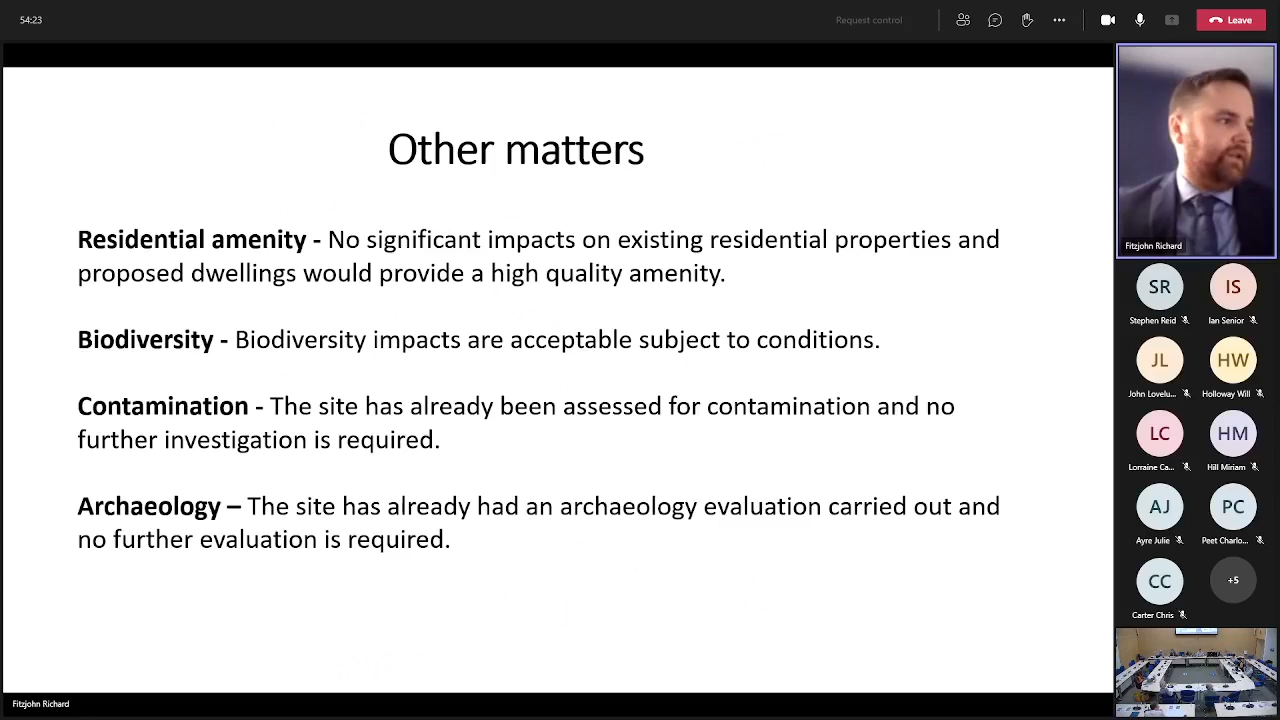 54:23
Request control
Leave
Other matters
Residential amenity - No significant impacts on existing residential properties and
proposed dwellings would provide a high quality amenity.
Biodiversity - Biodiversity impacts are acceptable subject to conditions.
Contamination - The site has already been assessed for contamination and no
further investigation is required.
Archaeology – The site has already had an archaeology evaluation carried out and
no further evaluation is required.
Fitzjohn Richard
Fitzjohn Richard
SR
IS
Stephen Reid
Ian Senior
JL
HW
John Lovelu...
Holloway Will
LC
HM
Lorraine Ca...
Hill Miriam
AJ
PC
Ayre Julie
Peet Charlo...
CC
+5
Carter Chris